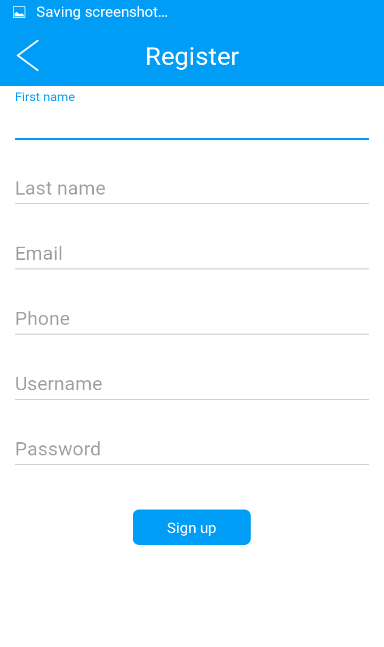 Saving screenshot...
Register
First name
Last name
Email
Phone
Username
Password
Sign up